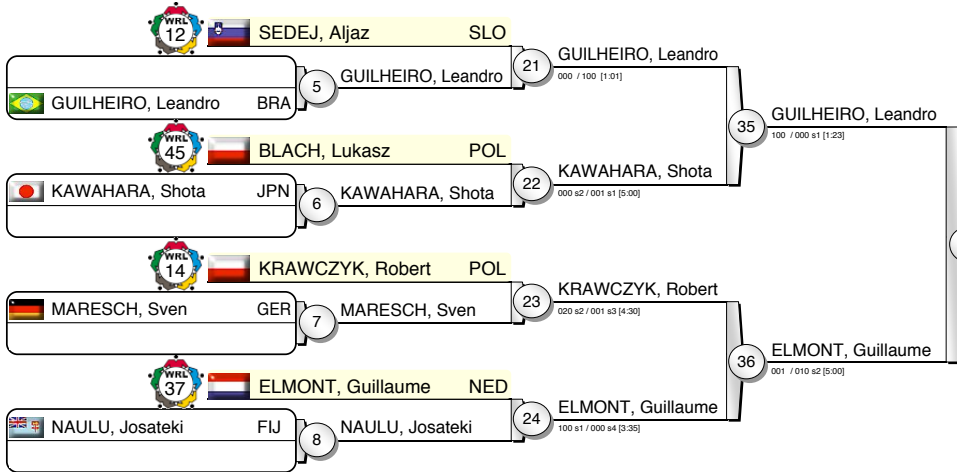 WRL
12
SEDEJ, Aljaz SLO
GUILHEIRO, Leandro BRA
5
GUILHEIRO, Leandro
21
GUILHEIRO, Leandro
000 / 100 [1:01]
35
GUILHEIRO, Leandro
100 / 000 s1 [1:23]
WRL
45
BLACH, Lukasz POL
KAWAHARA, Shota JPN
6
KAWAHARA, Shota
22
KAWAHARA, Shota
000 s2 / 001 s1 [5:00]
WRL
14
KRAWCZYK, Robert POL
MARESCH, Sven GER
7
MARESCH, Sven
23
KRAWCZYK, Robert
020 s2 / 001 s3 [4:30]
36
ELMONT, Guillaume
001 / 010 s2 [5:00]
WRL
37
ELMONT, Guillaume NED
NAULU, Josateki FIJ
8
NAULU, Josateki
24
ELMONT, Guillaume
100 s1 / 000 s4 [3:35]